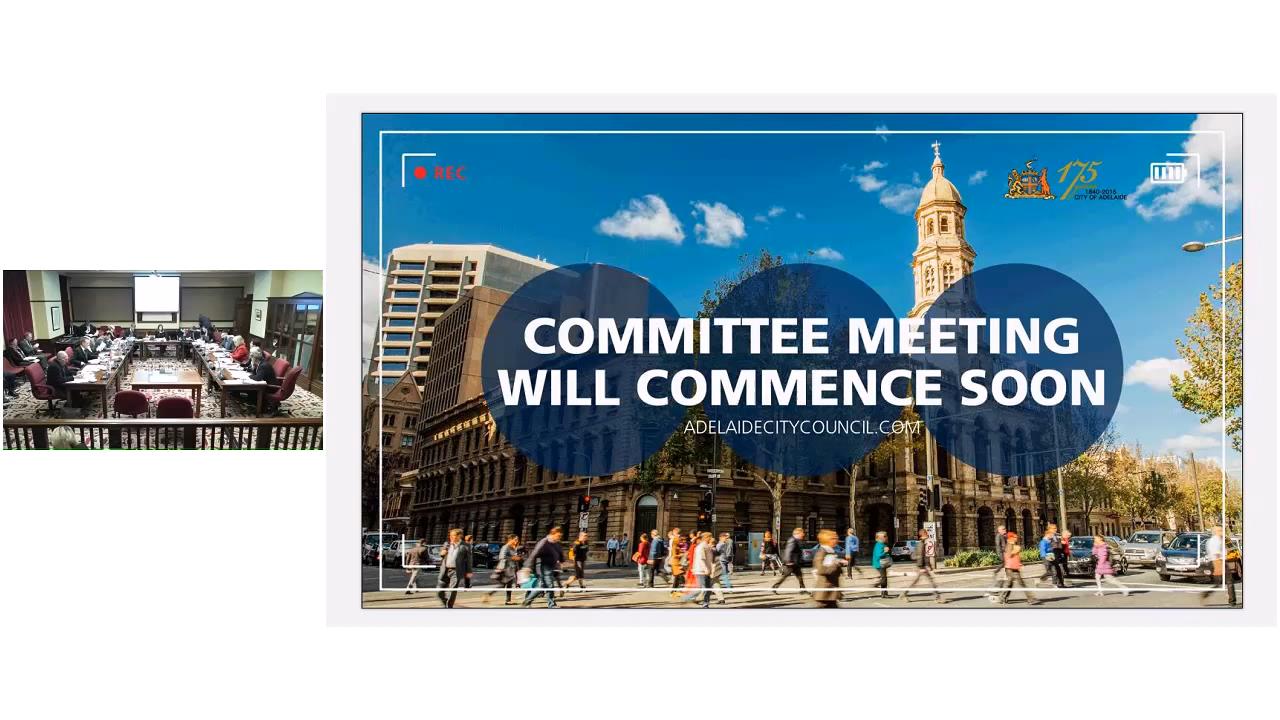 REC
175
1840-2015
CITY OF ADELAIDE
COMMITTEE MEETING
WILL COMMENCE SOON
ADELAIDECITYCOUNCIL.COM